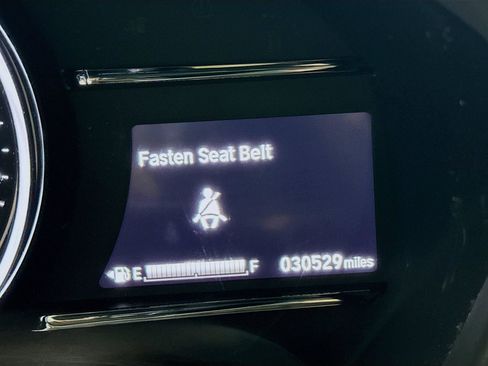 Fasten Seat Belt
E F 030529 miles